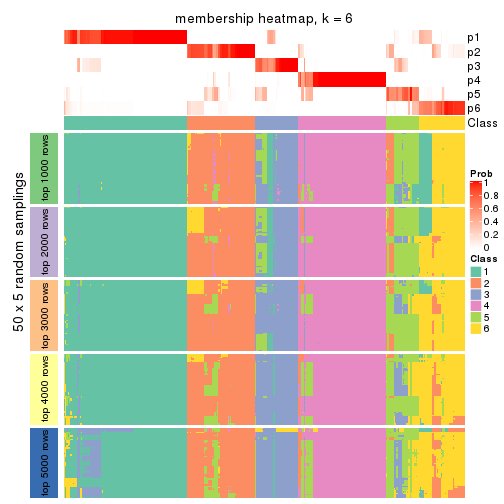 membership heatmap, k = 6
p1
p2
p3
p4
p5
p6
Class
50 x 5 random samplings
top 1000 rows
top 2000 rows
top 3000 rows
top 4000 rows
top 5000 rows
Prob
1
0.8
0.6
0.4
0.2
0
Class
1
2
3
4
5
6